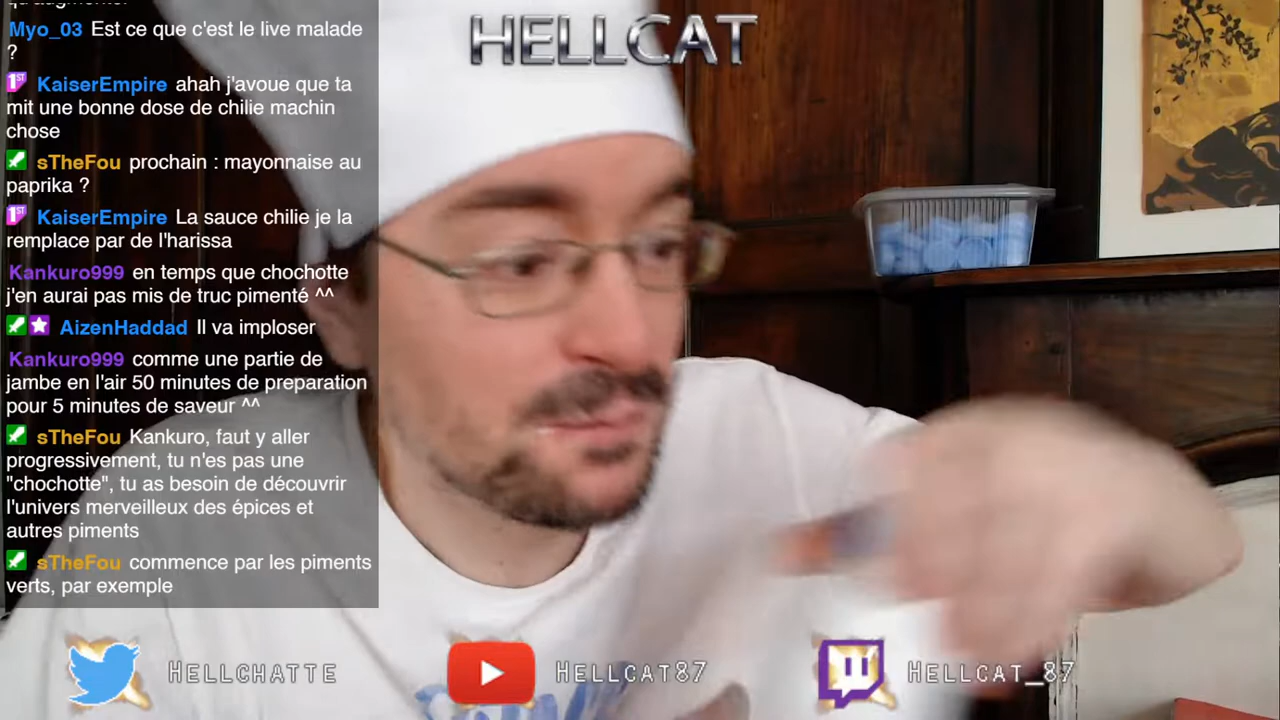 HELLCAT
Myo_03 Est ce que c'est le live malade
?
KaiserEmpire ahah j'avoue que ta
mit une bonne dose de chilie machin
chose
sTheFou prochain : mayonnaise au
paprika ?
KaiserEmpire La sauce chilie je la
remplace par de l'harissa
Kankuro999 en temps que chochotte
j'en aurai pas mis de truc pimenté ^^
AizenHaddad Il va imploser
Kankuro999 comme une partie de
jambe en l'air 50 minutes de preparation
pour 5 minutes de saveur ^^
sTheFou Kankuro, faut y aller
progressivement, tu n'es pas une
"chochotte", tu as besoin de découvrir
l'univers merveilleux des épices et
autres piments
sTheFou commence par les piments
verts, par exemple
HELLCHATTE
HELLCAT87
HELLCAT_87